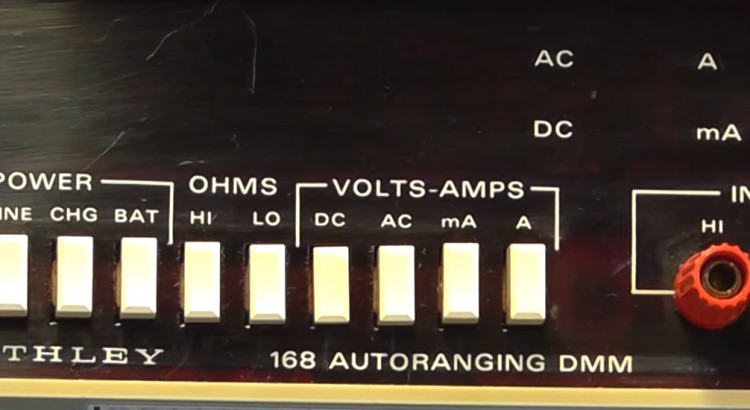 AC A
DC mA
POWER OHMS VOLTS-AMPS
CHG BAT HI LO DC AC mA A HI
168 AUTORANGING DMM